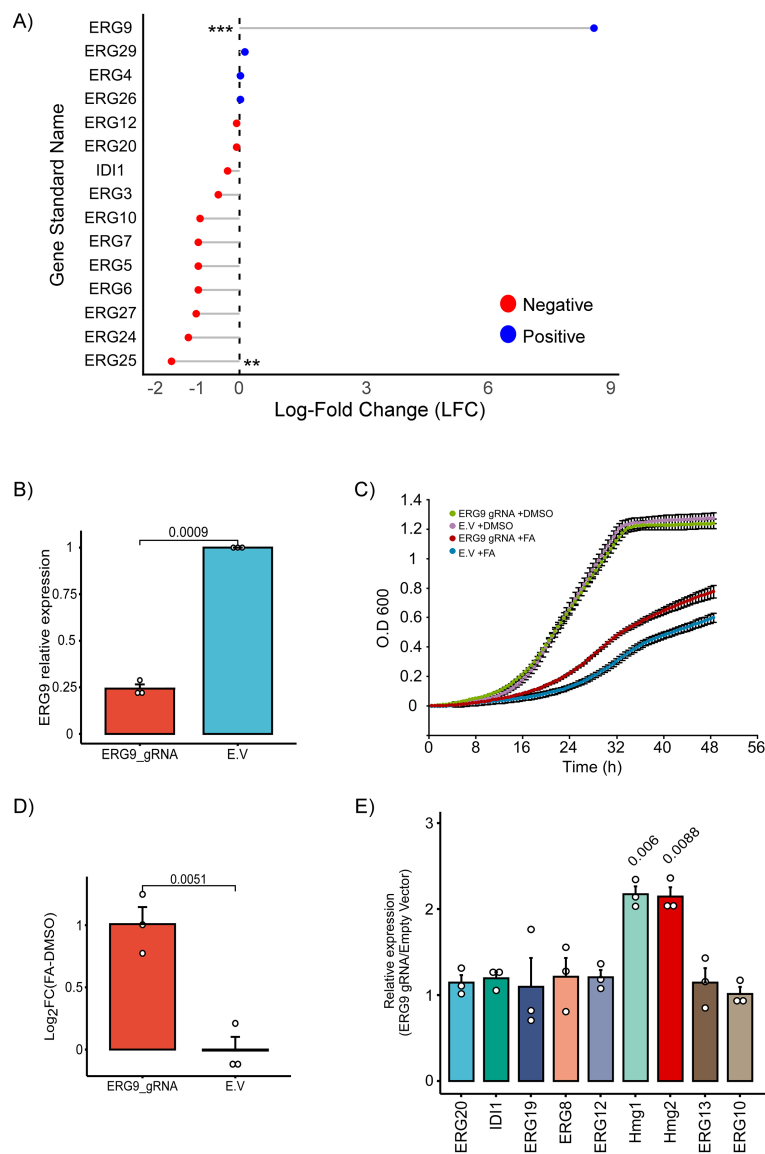 A)
Gene Standard Name
ERG9
***
ERG29
ERG4
ERG26
ERG12
ERG20
IDI1
ERG3
ERG10
ERG7
ERG5
ERG6
ERG27
ERG24
ERG25
**
Negative
Positive
-2 -1 0 3 6 9
Log-Fold Change (LFC)
B)
ERG9 relative expression
0.0009
1
0.75
0.5
0.25
0
ERG9_gRNA E.V
C)
O.D 600
1.4
1.2
1
0.8
0.6
0.4
0.2
0
ERG9 gRNA +DMSO
E.V +DMSO
ERG9 gRNA +FA
E.V +FA
0 8 16 24 32 40 48 56
Time (h)
D)
Log2FC(FA-DMSO)
0.0051
1
0.5
0
ERG9_gRNA E.V
E)
Relative expression
(ERG9 gRNA/Empty Vector)
3
2
1
0
0.006
0.0088
ERG20
IDI1
ERG19
ERG8
ERG12
Hmg1
Hmg2
ERG13
ERG10